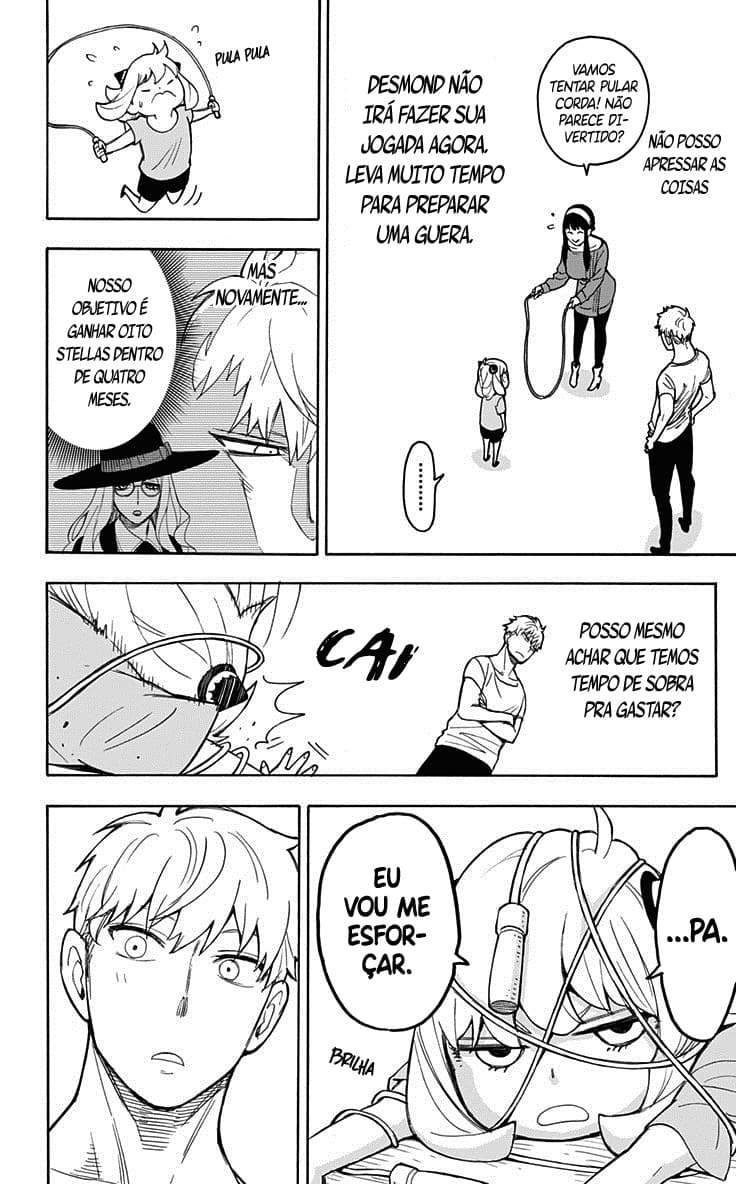 NÃO POSSO
APRESSAR AS
COISAS
VAMOS
TENTAR PULAR
CORDA! NÃO
PARECE DI-
VERTIDO?
DESMOND NÃO
IRÁ FAZER SUA
JOGADA AGORA.
LEVA MUITO TEMPO
PARA PREPARAR
UMA GUERA.
........
PULA PULA
MAS
NOVAMENTE...
NOSSO
OBJETIVO É
GANHAR OITO
STELLAS DENTRO
DE QUATRO
MESES.
POSSO MESMO
ACHAR QUE TEMOS
TEMPO DE SOBRA
PRA GASTAR?
CAI
...PA.
EU
VOU ME
ESFOR-
ÇAR.
BRILHA